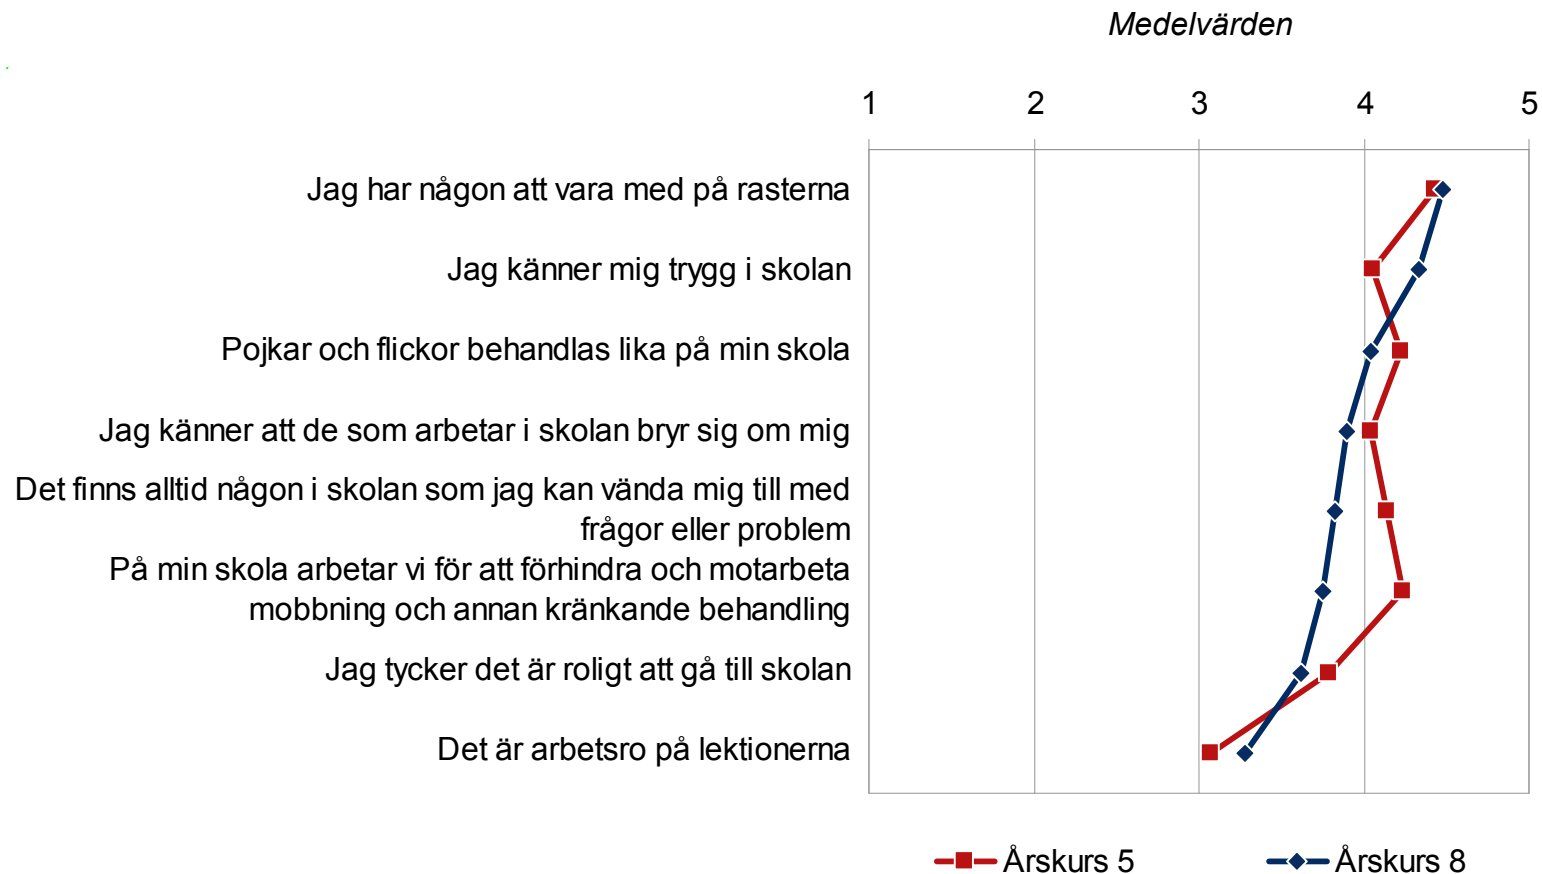 Medelvärden
1 2 3 4 5
Jag har någon att vara med på rasterna
Jag känner mig trygg i skolan
Pojkar och flickor behandlas lika på min skola
Jag känner att de som arbetar i skolan bryr sig om mig
Det finns alltid någon i skolan som jag kan vända mig till med
frågor eller problem
På min skola arbetar vi för att förhindra och motarbeta
mobbning och annan kränkande behandling
Jag tycker det är roligt att gå till skolan
Det är arbetsro på lektionerna
Årskurs 5 Årskurs 8